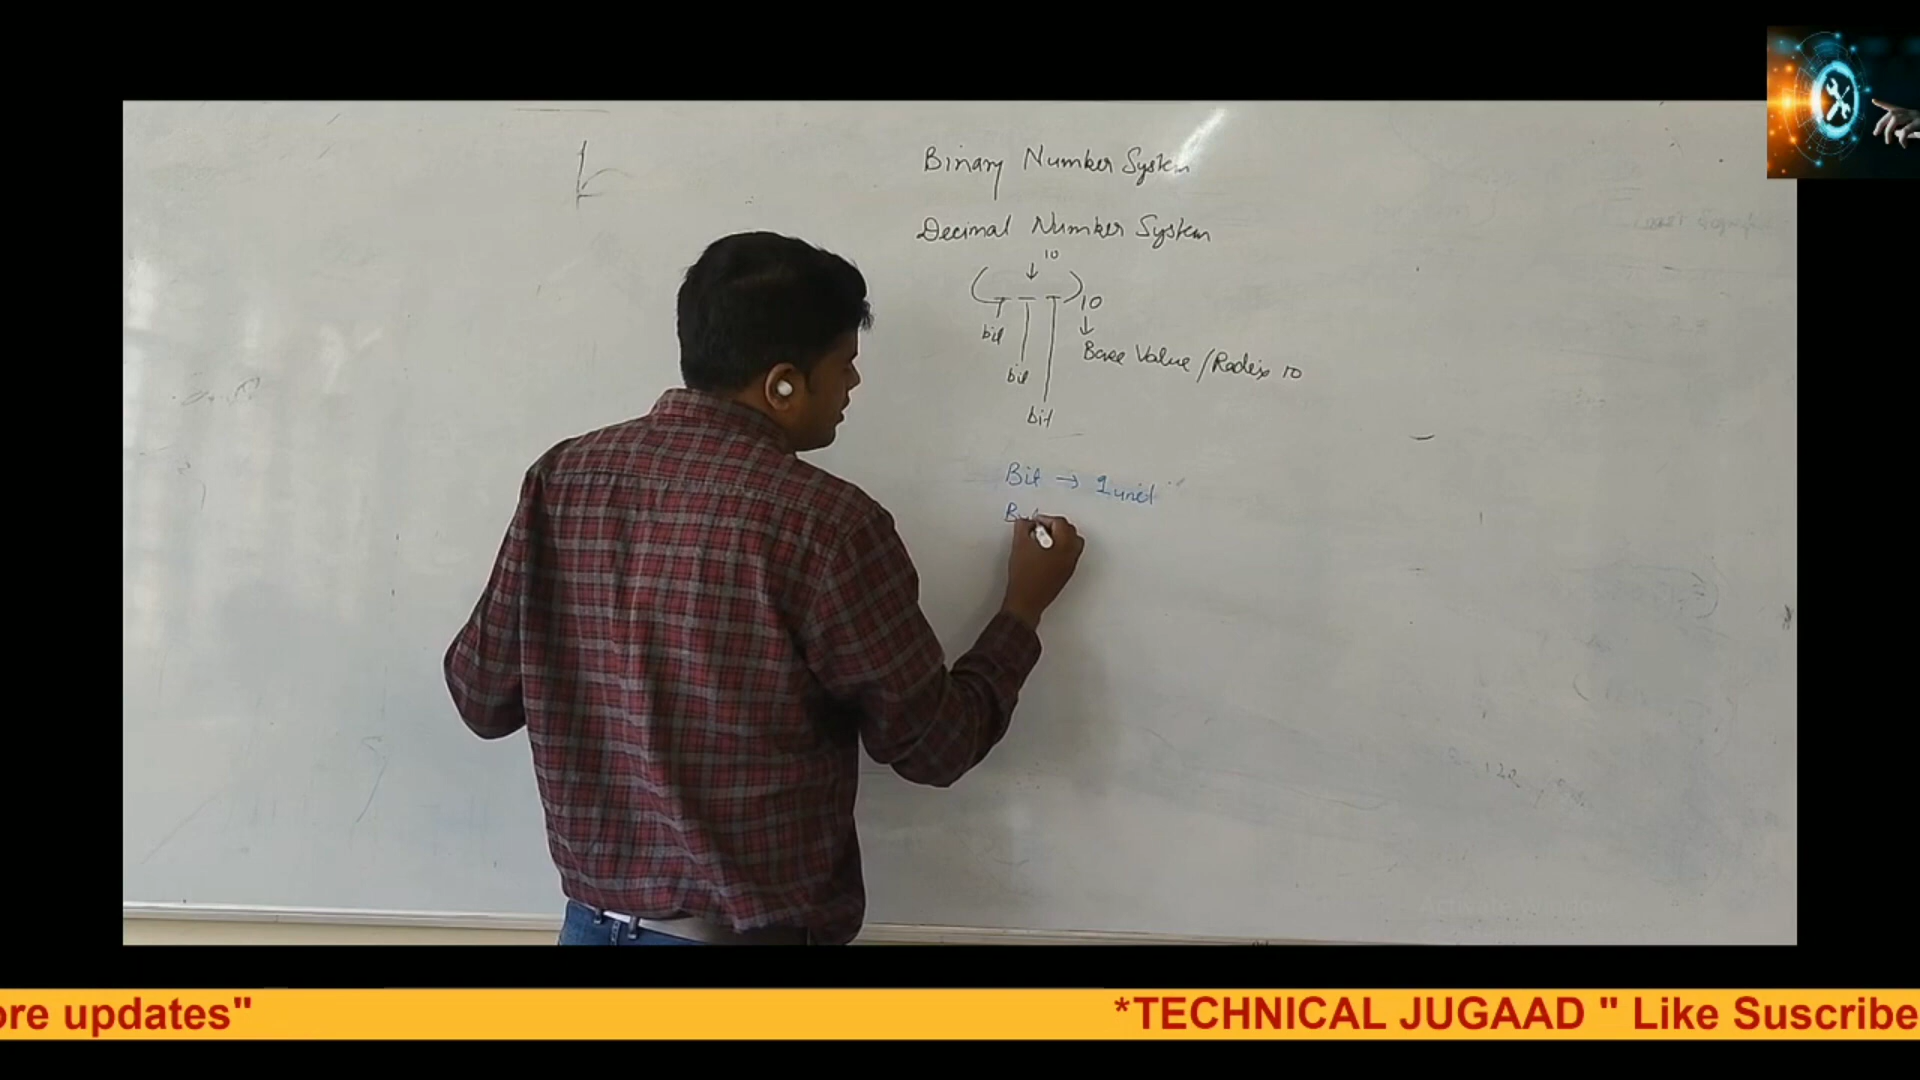 Binary Number System
Decimal Number System
10
( _ _ _ )10
bit
Base Value / Radix 10
bit
bit
Bit → 1 unit
ore updates"
*TECHNICAL JUGAAD " Like Suscribe